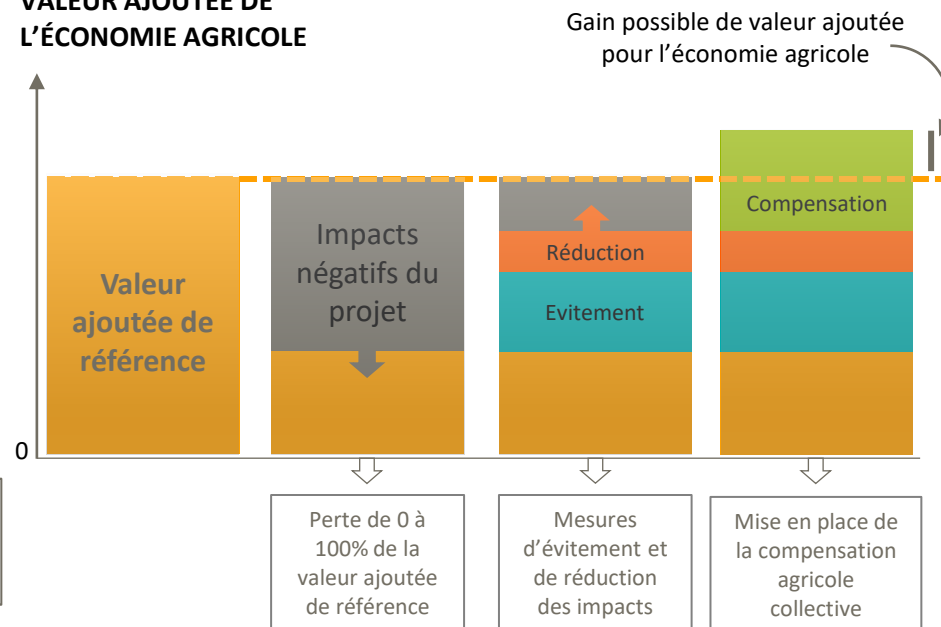 VALEUR AJOUTÉE DE
L'ÉCONOMIE AGRICOLE
Gain possible de valeur ajoutée
pour l'économie agricole
Valeur
ajoutée de
référence
Impacts
négatifs du
projet
Réduction
Evitement
Compensation
0
Perte de 0 à
100% de la
valeur ajoutée
de référence
Mesures
d'évitement et
de réduction
des impacts
Mise en place de
la compensation
agricole
collective